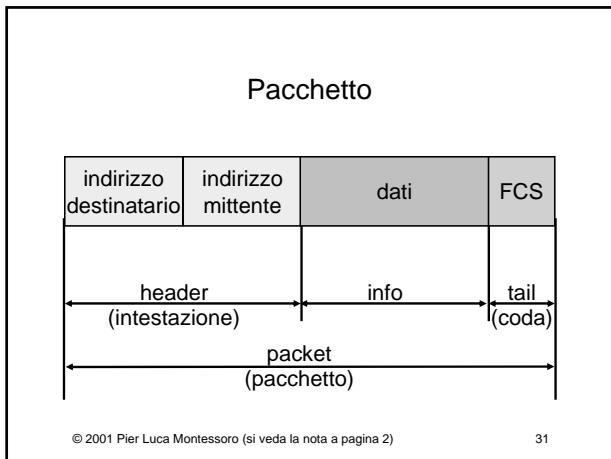 Pacchetto
indirizzo destinatario
indirizzo mittente
dati
FCS
header
(intestazione)
info
tail
(coda)
packet
(pacchetto)
© 2001 Pier Luca Montessoro (si veda la nota a pagina 2)
31